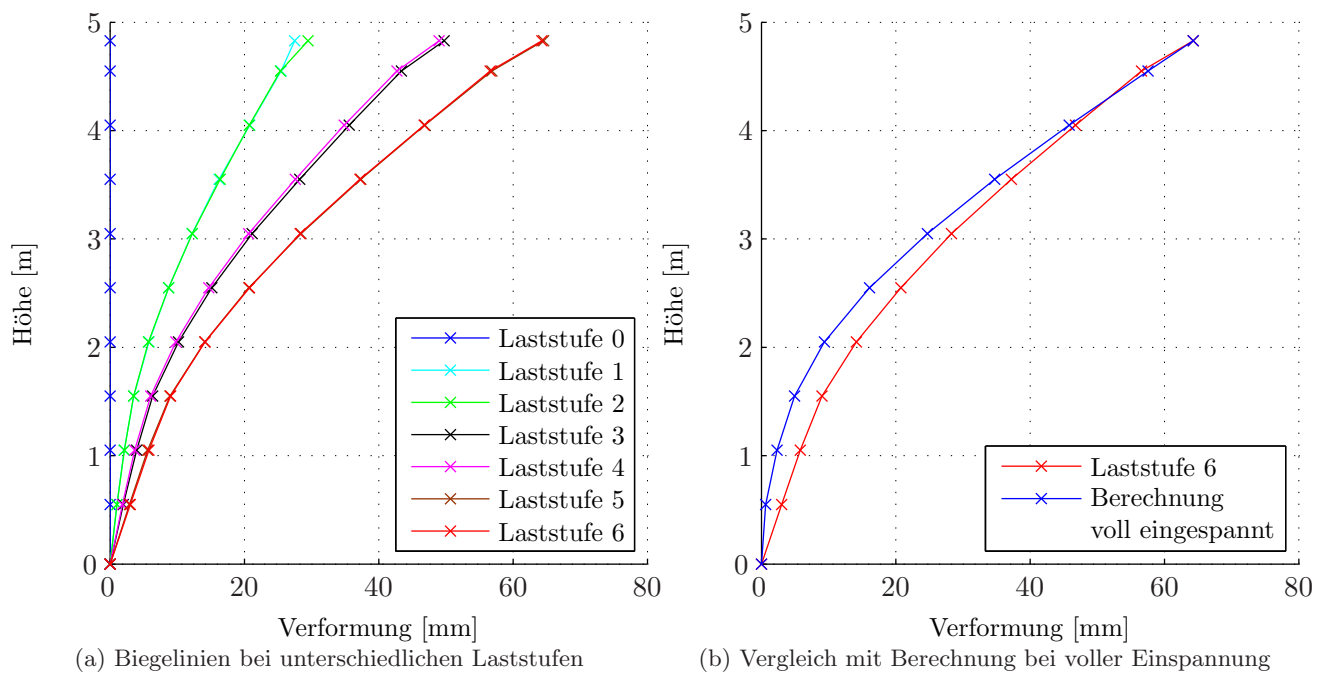 5
4
3
2
1
0
Höhe [m]
0 20 40 60 80
Verformung [mm]
Laststufe 0
Laststufe 1
Laststufe 2
Laststufe 3
Laststufe 4
Laststufe 5
Laststufe 6
(a) Biegelinien bei unterschiedlichen Laststufen
5
4
3
2
1
0
Höhe [m]
0 20 40 60 80
Verformung [mm]
Laststufe 6
Berechnung
voll eingespannt
(b) Vergleich mit Berechnung bei voller Einspannung